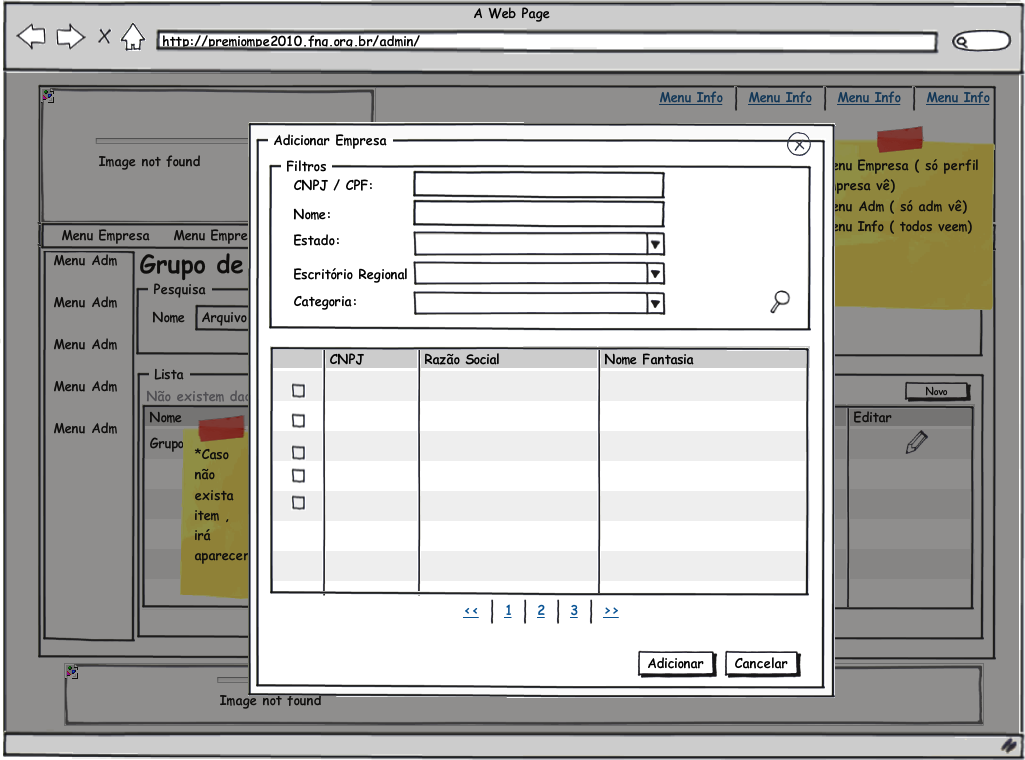 A Web Page
http://premiompe2010.fnq.org.br/admin/
Menu Info Menu Info Menu Info Menu Info
Image not found
Menu Empresa ( só perfil
empresa vê)
Menu Adm ( só adm vê)
Menu Info ( todos veem)
Menu Empresa Menu Empre
Menu Adm
Menu Adm
Menu Adm
Menu Adm
Menu Adm
Grupo de
Pesquisa
Nome Arquivo
Lista
Não existem dad
Novo
Nome Editar
Grupo
*Caso
não
exista
item ,
irá
aparecer
Adicionar Empresa
Filtros
CNPJ / CPF:
Nome:
Estado:
Escritório Regional
Categoria:
CNPJ Razão Social Nome Fantasia
<< 1 2 3 >>
Adicionar Cancelar
Image not found